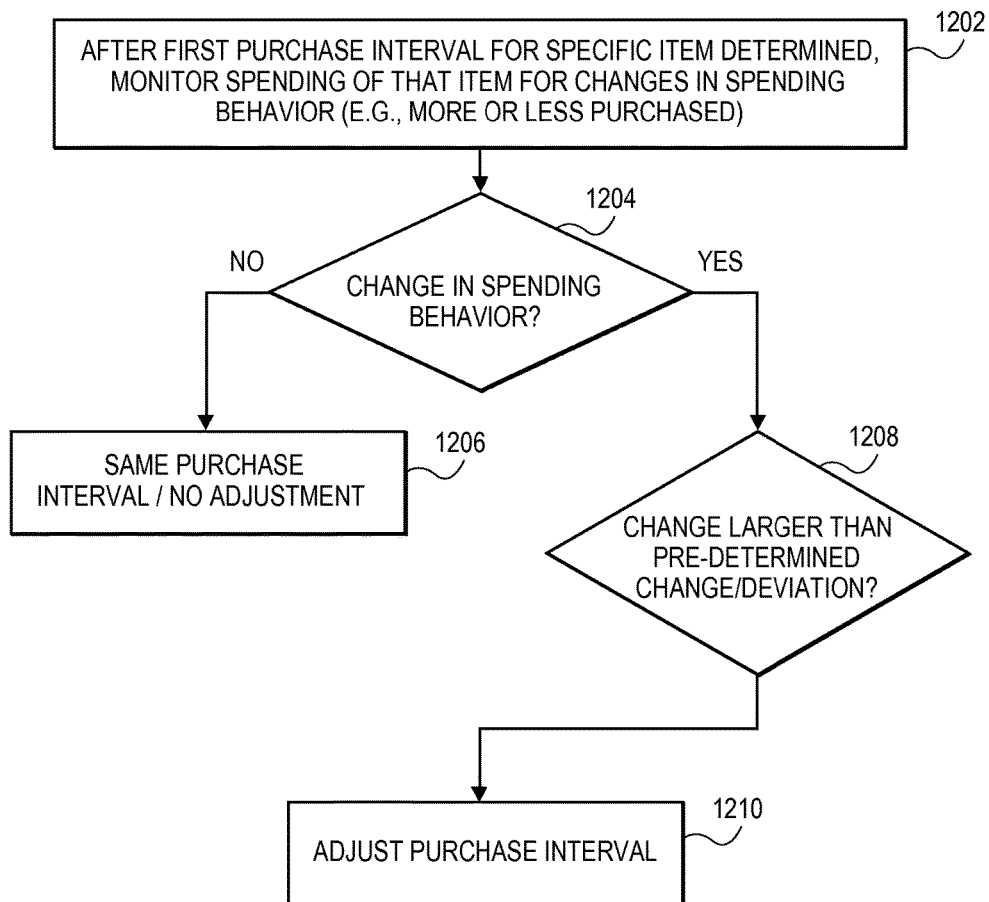 1202
AFTER FIRST PURCHASE INTERVAL FOR SPECIFIC ITEM DETERMINED,
MONITOR SPENDING OF THAT ITEM FOR CHANGES IN SPENDING
BEHAVIOR (E.G., MORE OR LESS PURCHASED)
1204
NO
YES
CHANGE IN SPENDING
BEHAVIOR?
1206
SAME PURCHASE
INTERVAL / NO ADJUSTMENT
1208
CHANGE LARGER THAN
PRE-DETERMINED
CHANGE/DEVIATION?
1210
ADJUST PURCHASE INTERVAL